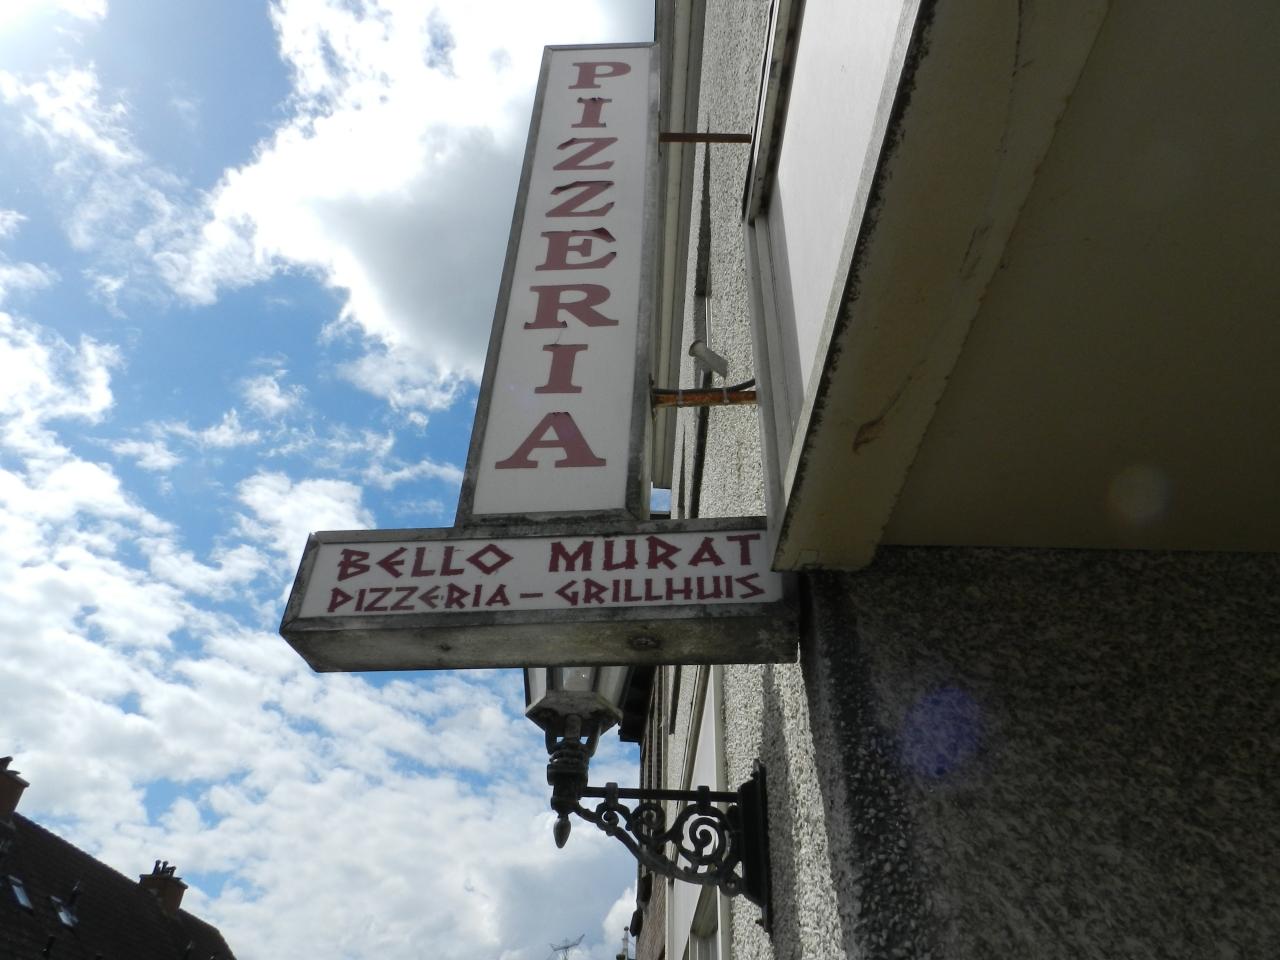 PIZZERIA
BELLO MURAT
PIZZERIA – GRILLHUIS